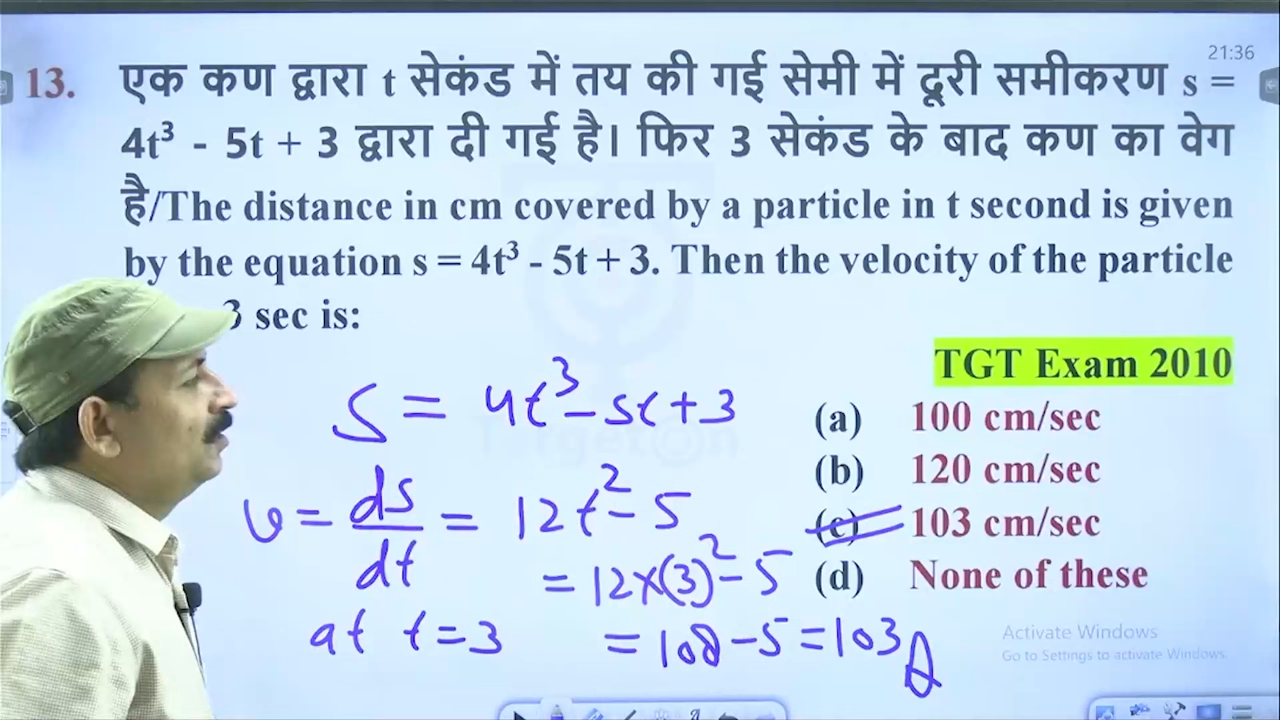 21:36
13. एक कण द्वारा t सेकंड में तय की गई सेमी में दूरी समीकरण s =
4t³ - 5t + 3 द्वारा दी गई है। फिर 3 सेकंड के बाद कण का वेग
है/The distance in cm covered by a particle in t second is given
by the equation s = 4t³ - 5t + 3. Then the velocity of the particle
3 sec is:
TGT Exam 2010
S = 4t³ - 5t + 3
(a) 100 cm/sec
(b) 120 cm/sec
v = ds/dt = 12t² - 5
(c) 103 cm/sec
= 12×(3)² - 5
(d) None of these
at t = 3 = 108 - 5 = 103
Activate Windows
Go to Settings to activate Windows.